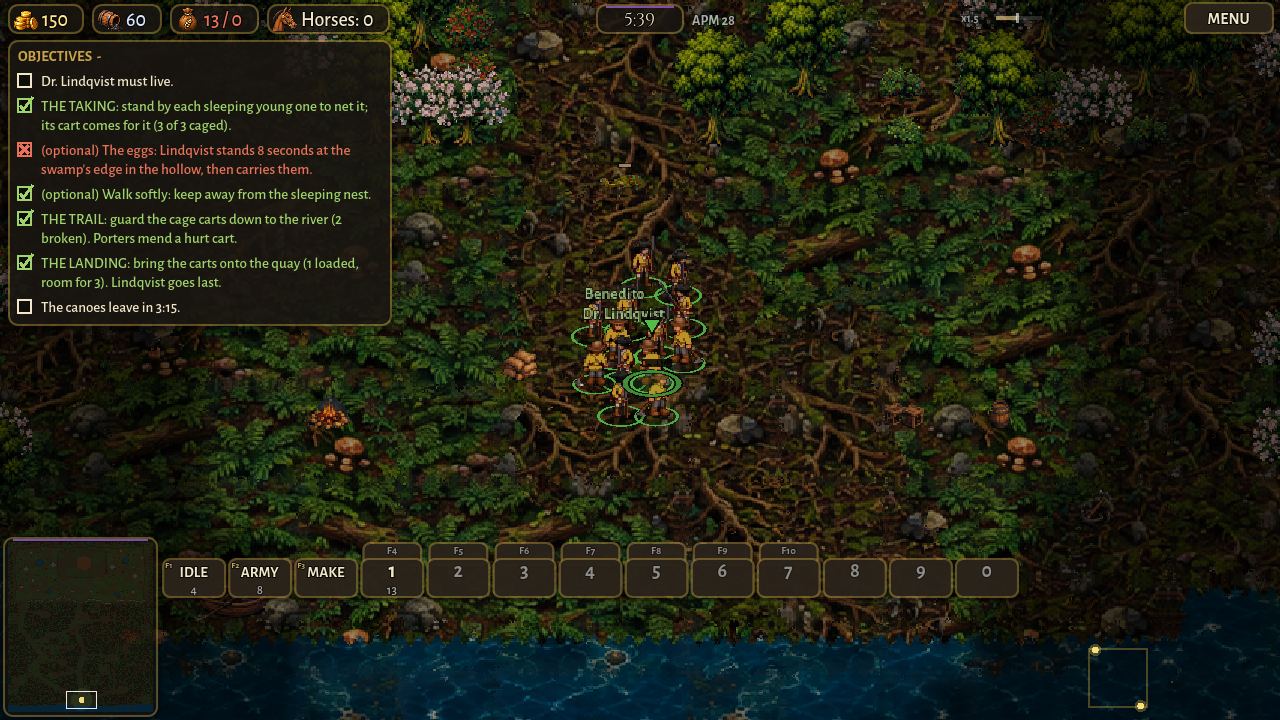 150
60
13 / 0
Horses: 0
5:39
APM 28
x1.5
MENU
OBJECTIVES -
Dr. Lindqvist must live.
THE TAKING: stand by each sleeping young one to net it;
its cart comes for it (3 of 3 caged).
(optional) The eggs: Lindqvist stands 8 seconds at the
swamp's edge in the hollow, then carries them.
(optional) Walk softly: keep away from the sleeping nest.
THE TRAIL: guard the cage carts down to the river (2
broken). Porters mend a hurt cart.
THE LANDING: bring the carts onto the quay (1 loaded,
room for 3). Lindqvist goes last.
The canoes leave in 3:15.
Benedito
Dr. Lindqvist
F4 F5 F6 F7 F8 F9 F10
F1 IDLE F2 ARMY F3 MAKE 1 2 3 4 5 6 7 8 9 0
4 8 13